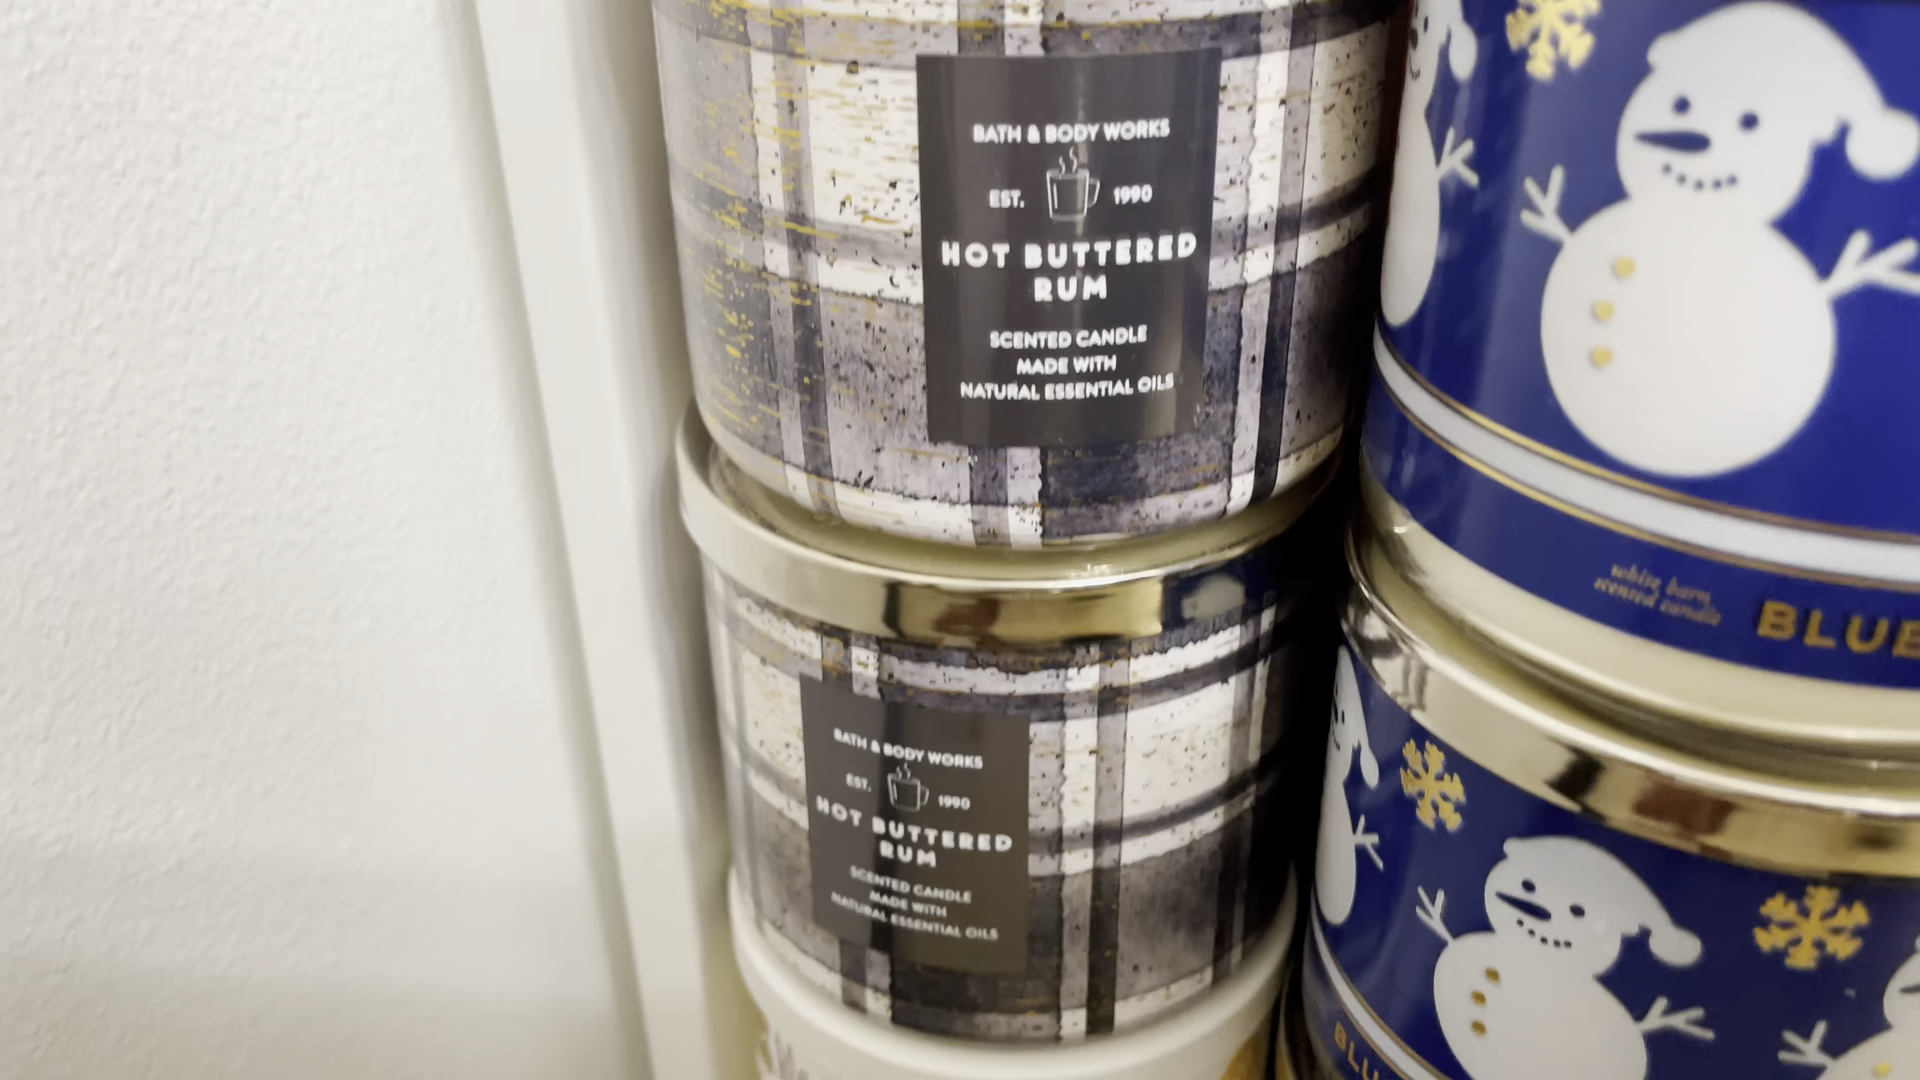 BATH & BODY WORKS
EST. 1990
HOT BUTTERED
RUM
SCENTED CANDLE
MADE WITH
NATURAL ESSENTIAL OILS
white barn
scented candle
BLUE
BATH & BODY WORKS
EST. 1990
HOT BUTTERED
RUM
SCENTED CANDLE
MADE WITH
NATURAL ESSENTIAL OILS